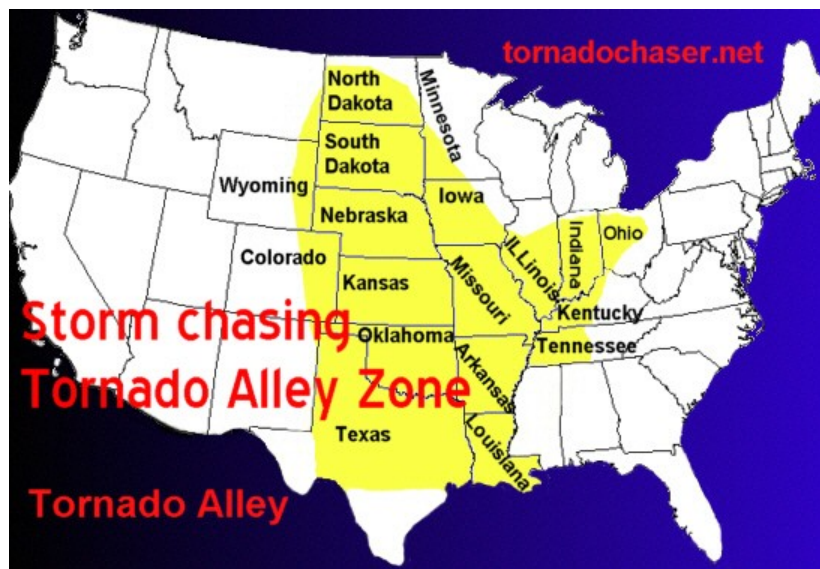 tornadochaser.net
North
Dakota
Minnesota
South
Dakota
Wyoming
Iowa
Nebraska
Ohio
Indiana
ILLinois
Colorado
Missouri
Kansas
Kentucky
Storm chasing
Oklahoma
Tennessee
Arkansas
Tornado Alley Zone
Texas
Louisiana
Tornado Alley